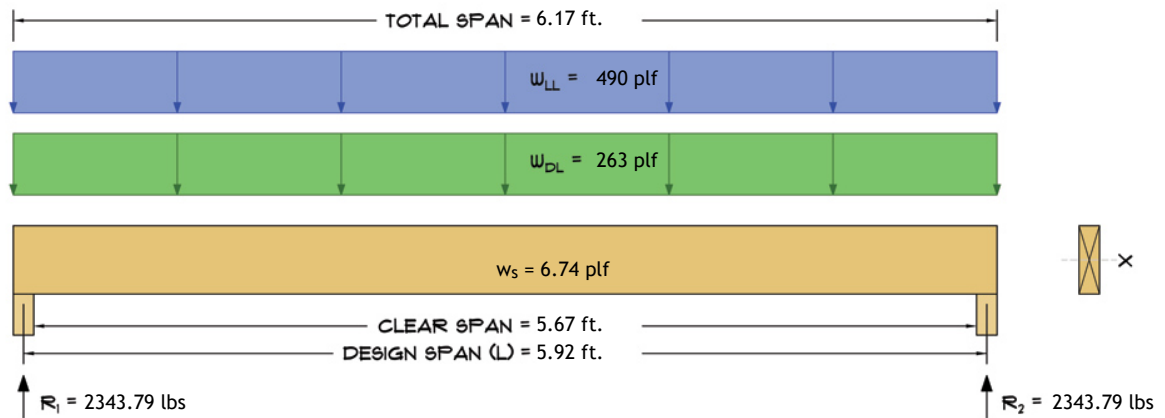 TOTAL SPAN = 6.17 ft.
WLL = 490 plf
WDL = 263 plf
ws = 6.74 plf
X
CLEAR SPAN = 5.67 ft.
DESIGN SPAN (L) = 5.92 ft.
R1 = 2343.79 lbs
R2 = 2343.79 lbs